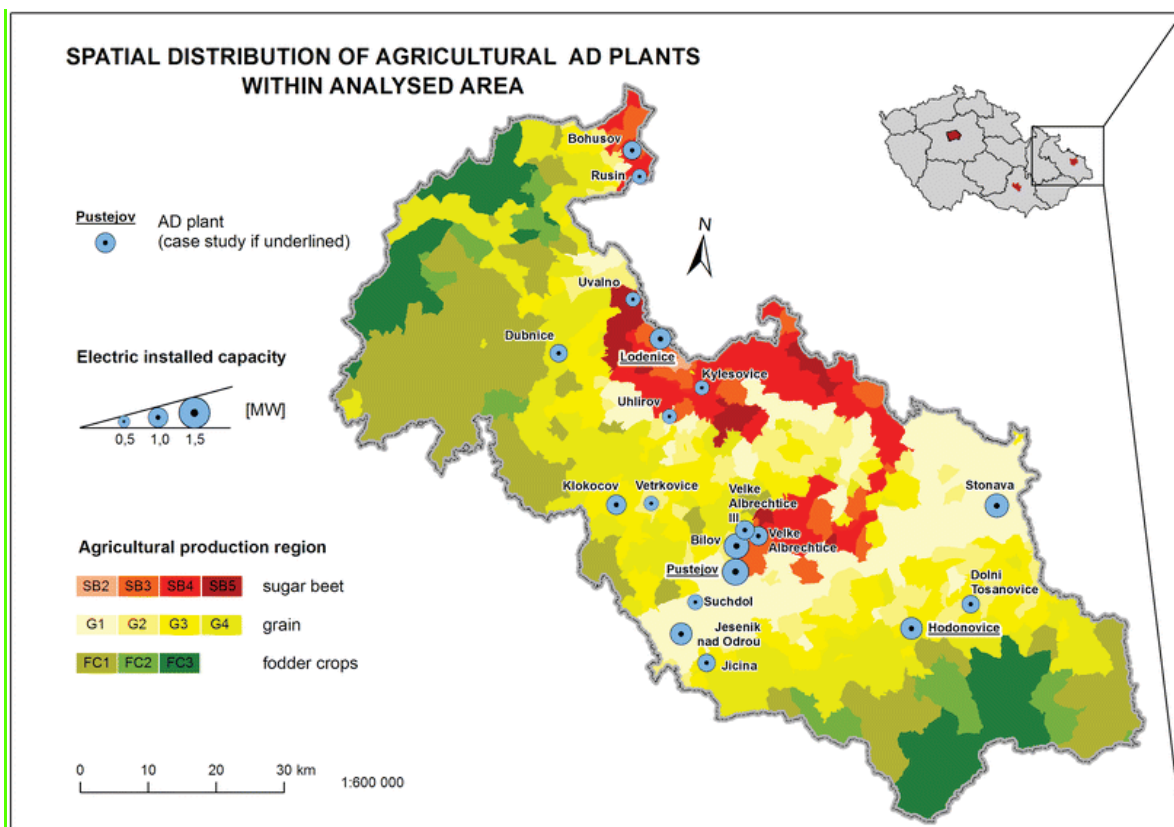 SPATIAL DISTRIBUTION OF AGRICULTURAL AD PLANTS
WITHIN ANALYSED AREA
Pustejov
AD plant
(case study if underlined)
Electric installed capacity
[MW]
0,5 1,0 1,5
Agricultural production region
SB2 SB3 SB4 SB5 sugar beet
G1 G2 G3 G4 grain
FC1 FC2 FC3 fodder crops
0 10 20 30 km
1:600 000
N
Bohusov
Rusin
Uvalno
Dubnice
Lodenice
Kylesovice
Uhlirov
Klokocov
Vetrkovice
Velke
Albrechtice
III
Velke
Albrechtice
Bilov
Pustejov
Stonava
Suchdol
Dolni
Tosanovice
Jesenik
nad Odrou
Hodonovice
Jicina